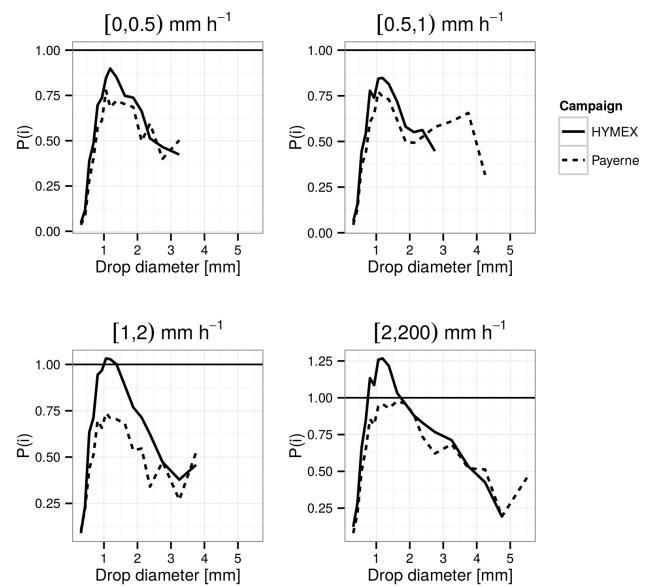 [0,0.5) mm h−1
[0.5,1) mm h−1
1.00
0.75
0.50
0.25
0.00
P(i)
1 2 3 4 5
Drop diameter [mm]
1.00
0.75
0.50
0.25
0.00
P(i)
1 2 3 4 5
Drop diameter [mm]
Campaign
HYMEX
Payerne
[1,2) mm h−1
[2,200) mm h−1
1.00
0.75
0.50
0.25
P(i)
1 2 3 4 5
Drop diameter [mm]
1.25
1.00
0.75
0.50
0.25
P(i)
1 2 3 4 5
Drop diameter [mm]